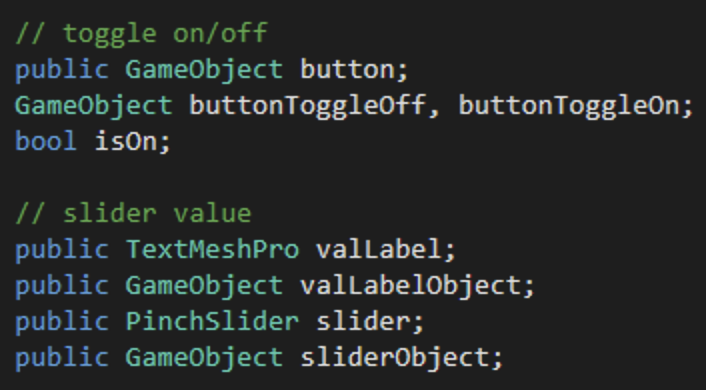 // toggle on/off
public GameObject button;
GameObject buttonToggleOff, buttonToggleOn;
bool isOn;
// slider value
public TextMeshPro valLabel;
public GameObject valLabelObject;
public PinchSlider slider;
public GameObject sliderObject;